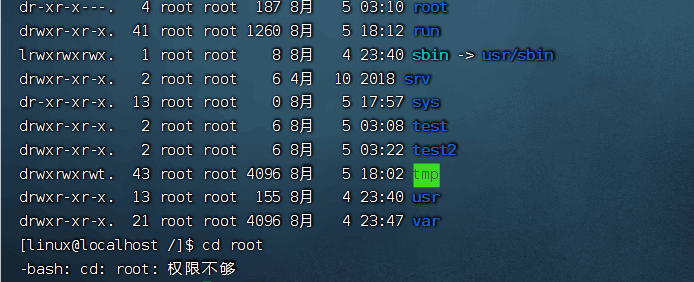 dr-xr-x---.  4 root root  187 8月   5 03:10 root
drwxr-xr-x. 41 root root 1260 8月   5 18:12 run
lrwxrwxrwx.  1 root root    8 8月   4 23:40 sbin -> usr/sbin
drwxr-xr-x.  2 root root    6 4月  10 2018 srv
dr-xr-xr-x. 13 root root    0 8月   5 17:57 sys
drwxr-xr-x.  2 root root    6 8月   5 03:08 test
drwxr-xr-x.  2 root root    6 8月   5 03:22 test2
drwxrwxrwt. 43 root root 4096 8月   5 18:02 tmp
drwxr-xr-x. 13 root root  155 8月   4 23:40 usr
drwxr-xr-x. 21 root root 4096 8月   4 23:47 var
[linux@localhost /]$ cd root
-bash: cd: root: 权限不够